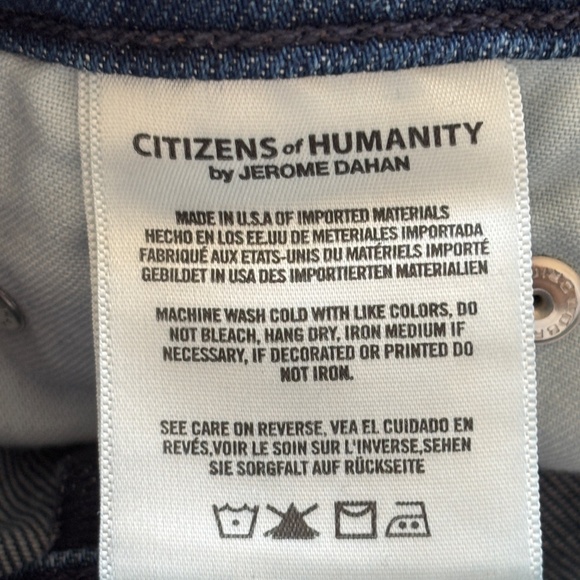 CITIZENS of HUMANITY
by JEROME DAHAN
MADE IN U.S.A OF IMPORTED MATERIALS
HECHO EN LOS EE.UU DE METERIALES IMPORTADA
FABRIQUÉ AUX ETATS-UNIS DU MATÉRIELS IMPORTÉ
GEBILDET IN USA DES IMPORTIERTEN MATERIALIEN
MACHINE WASH COLD WITH LIKE COLORS, DO
NOT BLEACH, HANG DRY, IRON MEDIUM IF
NECESSARY, IF DECORATED OR PRINTED DO
NOT IRON.
SEE CARE ON REVERSE, VEA EL CUIDADO EN
REVÉS,VOIR LE SOIN SUR L'INVERSE,SEHEN
SIE SORGFALT AUF RÜCKSEITE